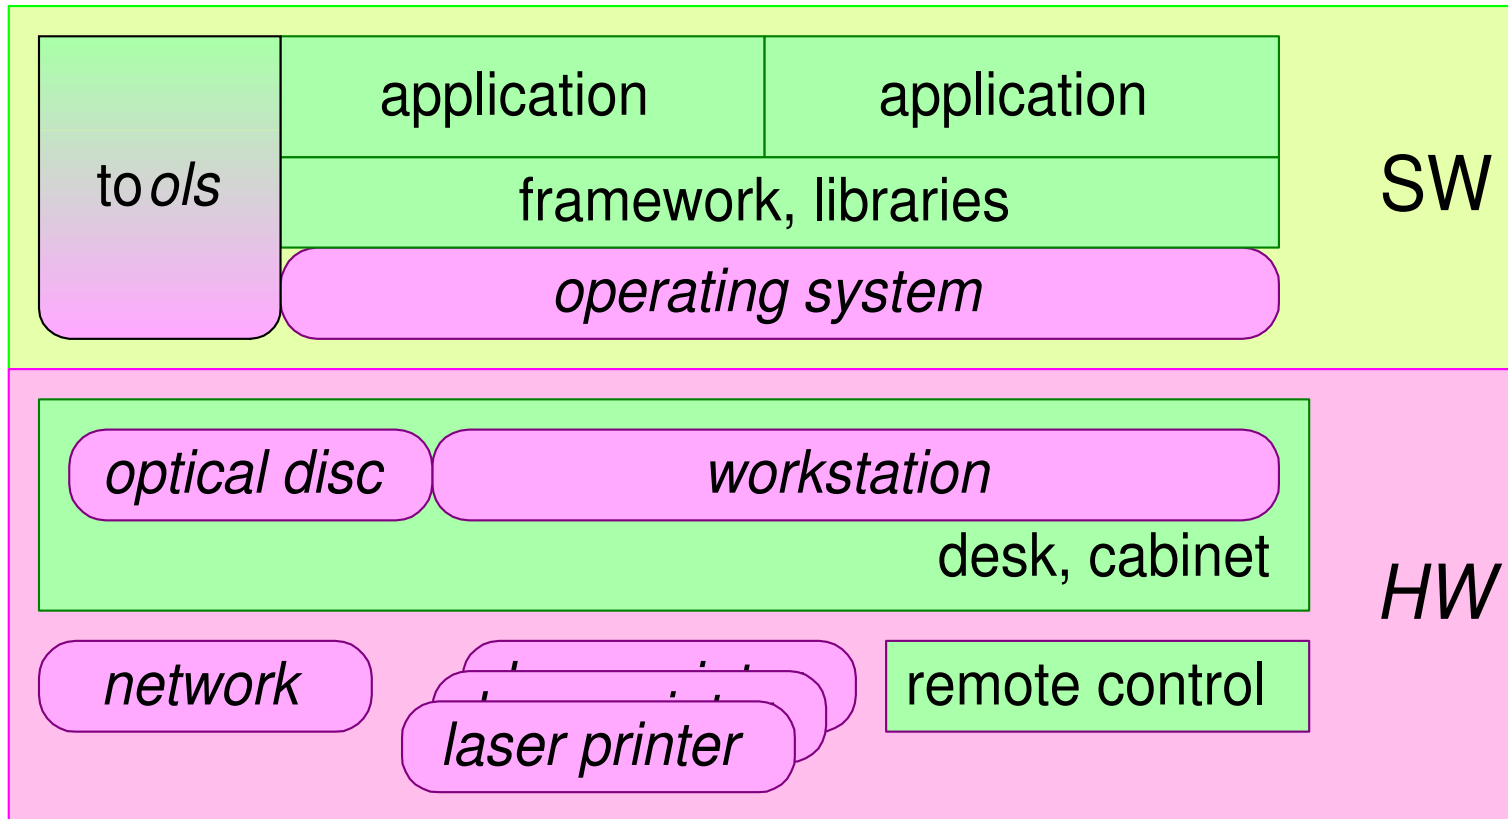 application
application
tools
framework, libraries
SW
operating system
optical disc
workstation
desk, cabinet
HW
network
remote control
laser printer